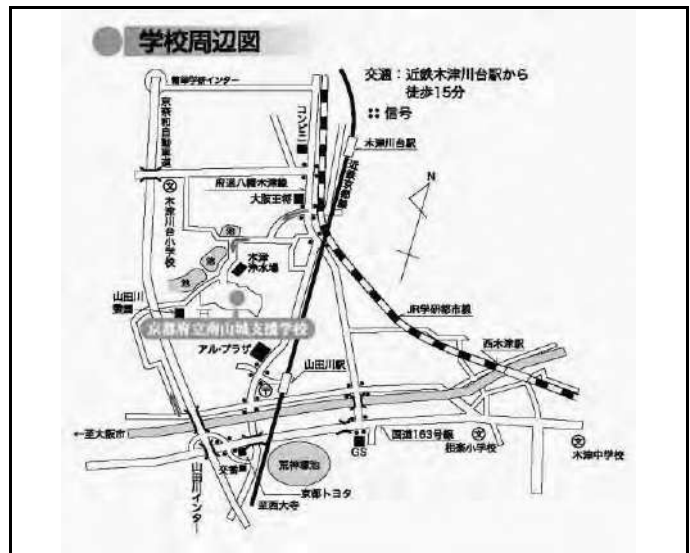 学校周辺図
交通：近鉄木津川台駅から
徒歩15分
信号
精華学研インター
京奈和自動車道
コンビニ
木津川台駅
近鉄京都線
府道八幡木津線
大阪王将
N
木津川台小学校
文
池
池
池
木津
浄水場
山田川
霊園
京都府立南山城支援学校
JR学研都市線
アル・プラザ
西木津駅
山田川駅
←至大阪市
国道163号線
文
相楽小学校
文
木津中学校
GS
交番
荒神塚池
京都トヨタ
至西大寺
山田川インター